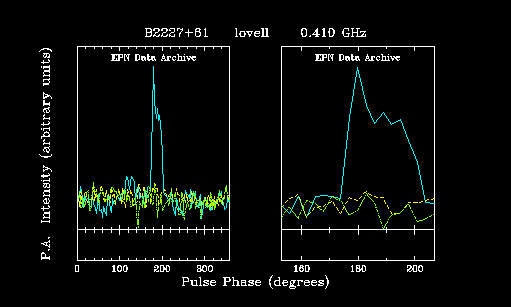 B2227+61 lovell 0.410 GHz
EPN Data Archive EPN Data Archive
P.A. Intensity (arbitrary units)
0 100 200 300 160 180 200
Pulse Phase (degrees)